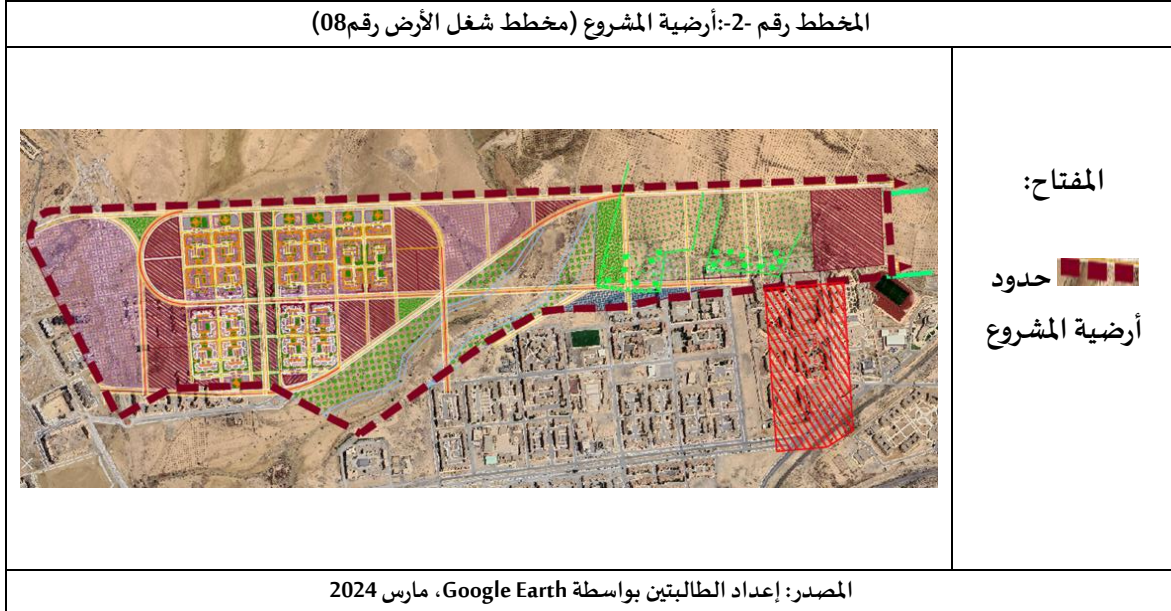 المخطط رقم -2-:أرضية المشروع (مخطط شغل الأرض رقم08)
المفتاح:
حدود
أرضية المشروع
المصدر: إعداد الطالبتين بواسطة Google Earth، مارس 2024